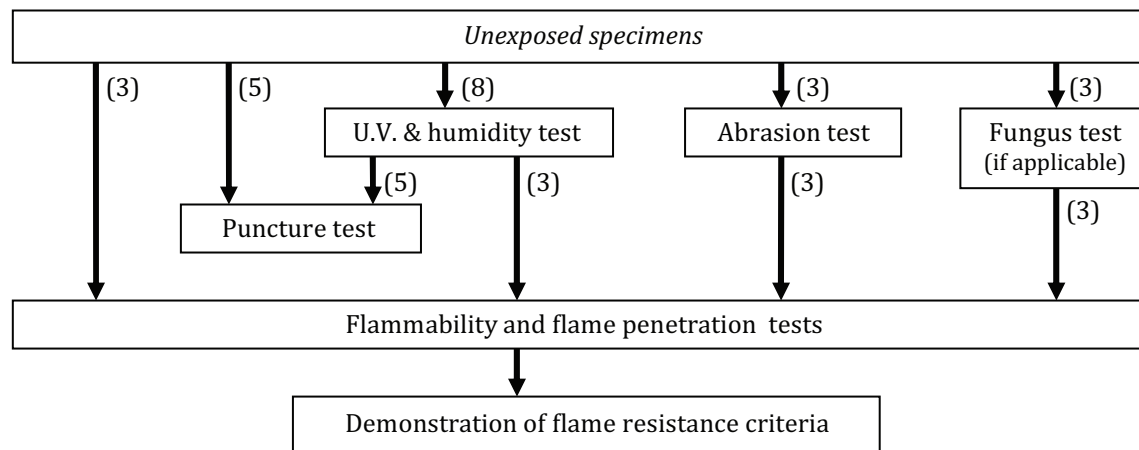 Unexposed specimens
(3)
(5)
(8)
(3)
(3)
U.V. & humidity test
Abrasion test
Fungus test
(if applicable)
(5)
(3)
(3)
(3)
Puncture test
Flammability and flame penetration tests
Demonstration of flame resistance criteria